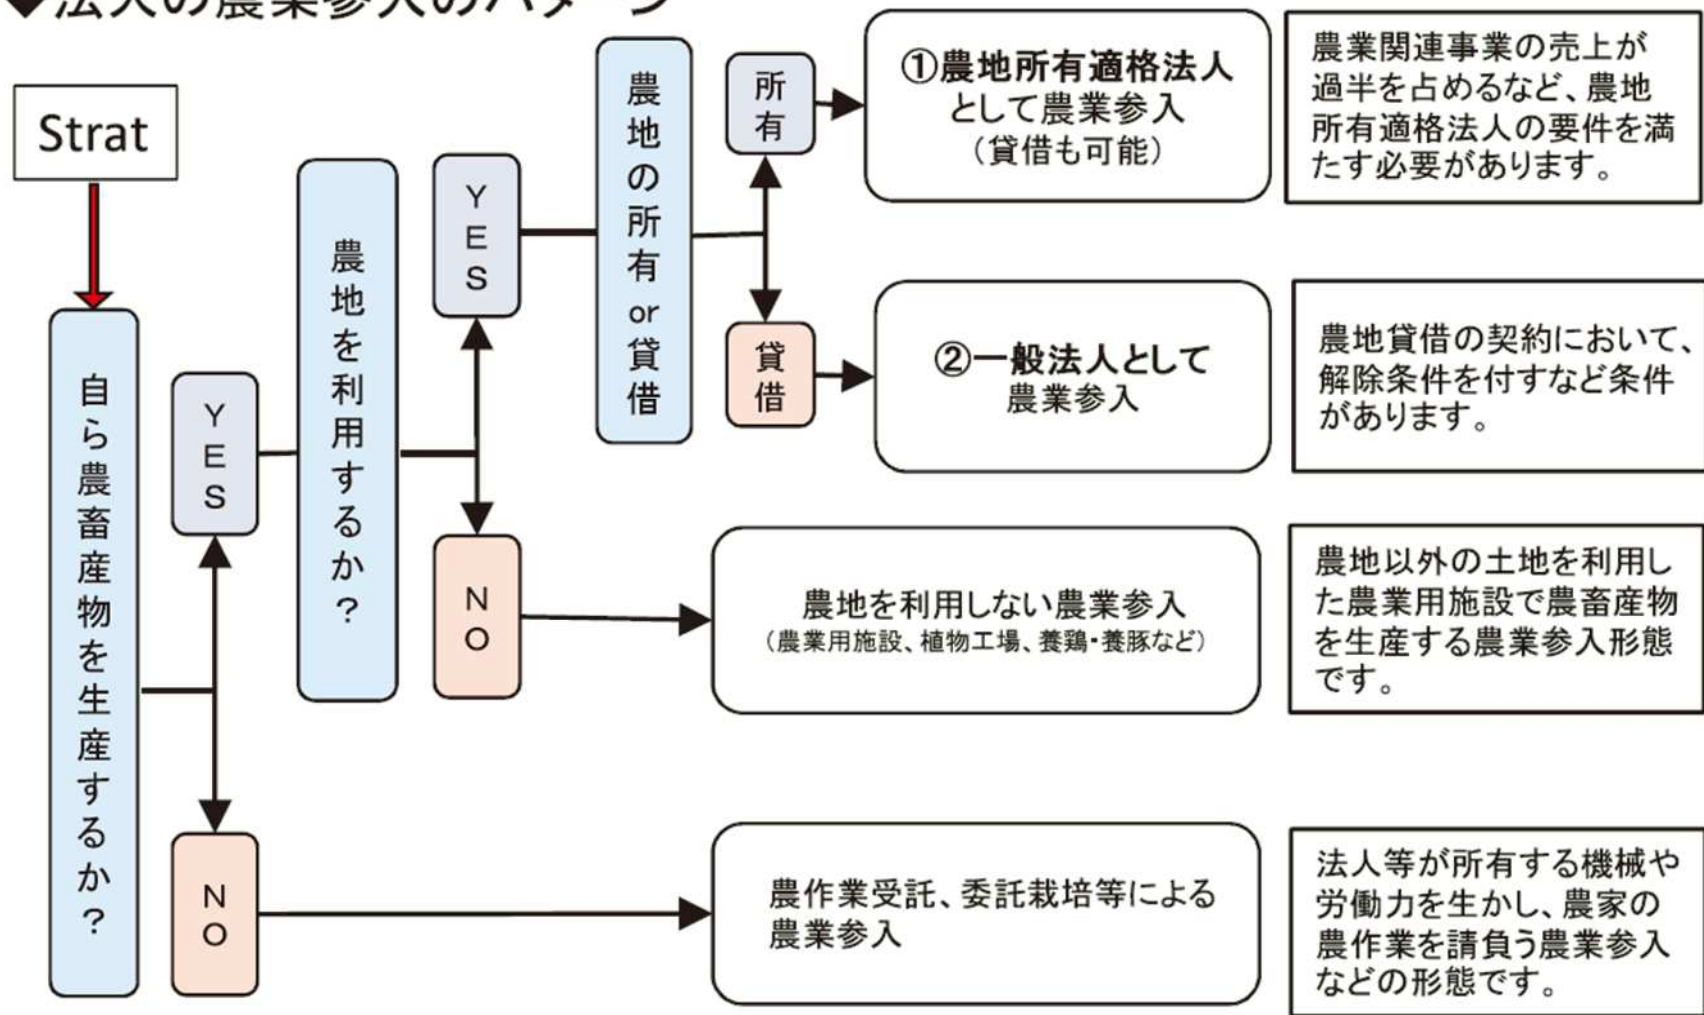 ◆法人の農業参入のパターン
Strat
自ら農畜産物を生産するか？
YES
NO
農地を利用するか？
YES
NO
農地の所有or貸借
所有
貸借
①農地所有適格法人
として農業参入
（貸借も可能）
農業関連事業の売上が
過半を占めるなど、農地
所有適格法人の要件を満
たす必要があります。
②一般法人として
農業参入
農地貸借の契約において、
解除条件を付すなど条件
があります。
農地を利用しない農業参入
（農業用施設、植物工場、養鶏・養豚など）
農地以外の土地を利用し
た農業用施設で農畜産物
を生産する農業参入形態
です。
農作業受託、委託栽培等による
農業参入
法人等が所有する機械や
労働力を生かし、農家の
農作業を請負う農業参入
などの形態です。